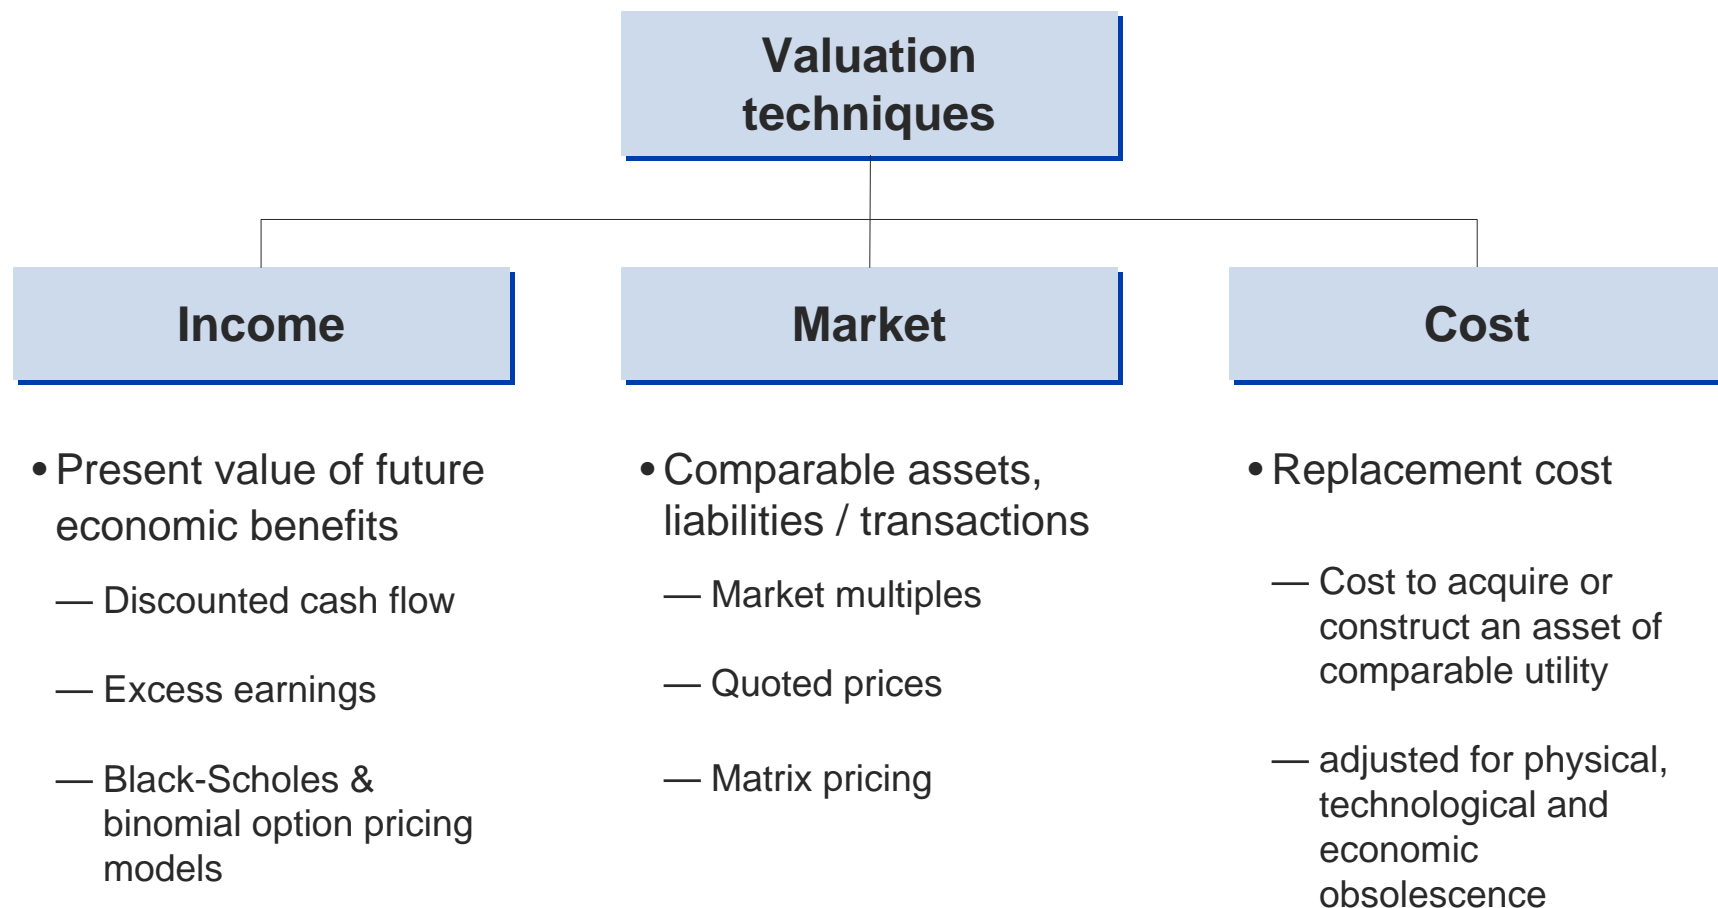 Valuation
techniques
Income
Market
Cost
• Present value of future
economic benefits
— Discounted cash flow
— Excess earnings
— Black-Scholes &
binomial option pricing
models
• Comparable assets,
liabilities / transactions
— Market multiples
— Quoted prices
— Matrix pricing
• Replacement cost
— Cost to acquire or
construct an asset of
comparable utility
— adjusted for physical,
technological and
economic
obsolescence